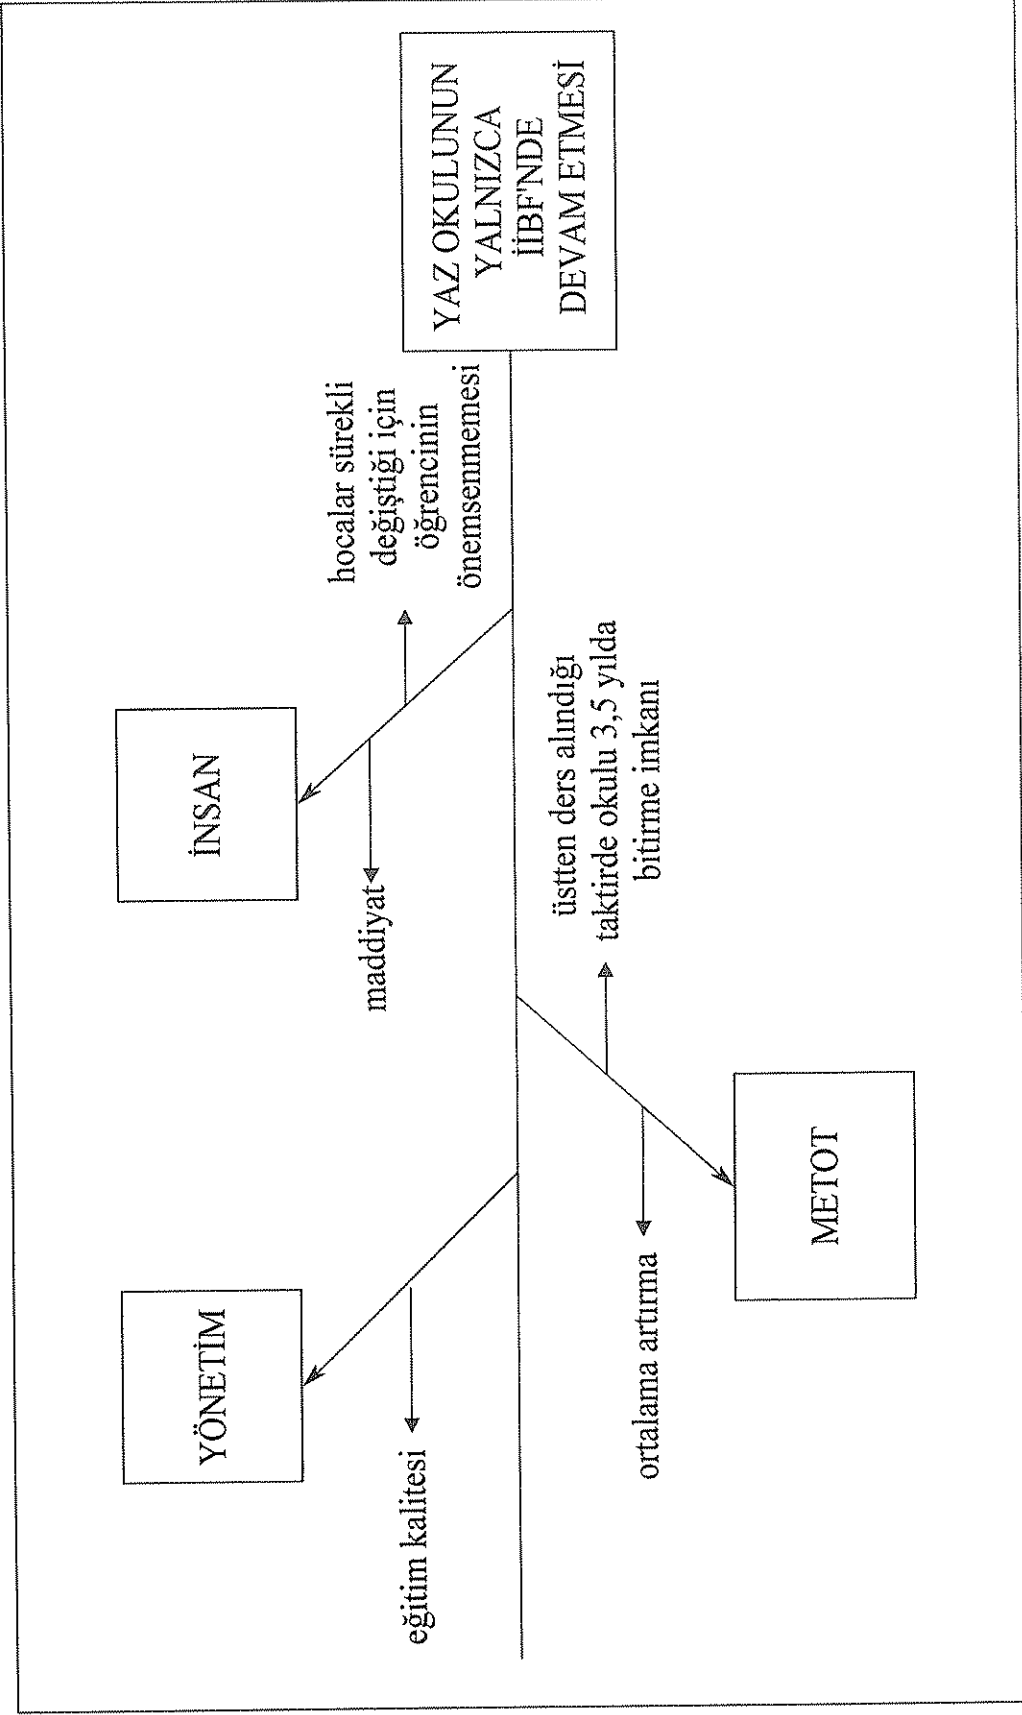 YÖNETİM
İNSAN
eğitim kalitesi
maddiyat
hocalar sürekli
değiştiği için
öğrencinin
önemsenmemesi
YAZ OKULUNUN
YALNIZCA
İİBF'NDE
DEVAM ETMESİ
ortalama artırma
üstten ders alındığı
taktirde okulu 3,5 yılda
bitirme imkanı
METOT